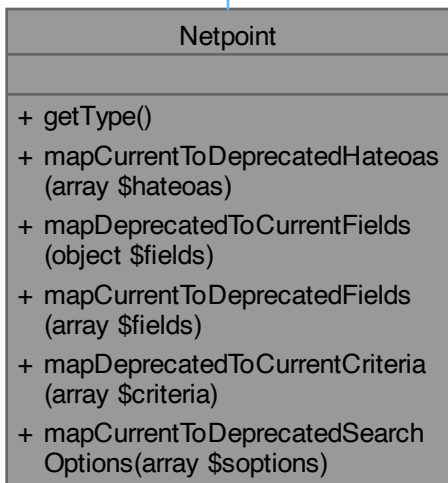 Netpoint
+ getType()
+ mapCurrentToDeprecatedHateoas
(array $hateoas)
+ mapDeprecatedToCurrentFields
(object $fields)
+ mapCurrentToDeprecatedFields
(array $fields)
+ mapDeprecatedToCurrentCriteria
(array $criteria)
+ mapCurrentToDeprecatedSearch
Options(array $soptions)